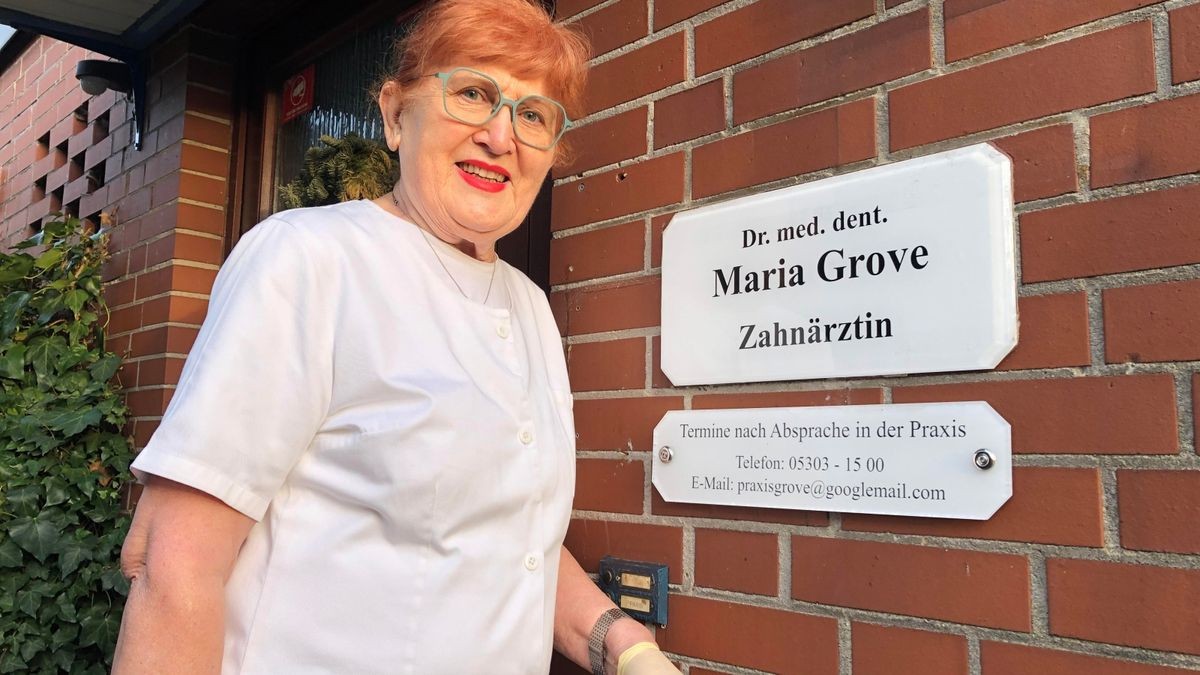 Dr. med. dent.
Maria Grove
Zahnärztin
Termine nach Absprache in der Praxis
Telefon: 05303 - 15 00
E-Mail: praxisgrove@googlemail.com